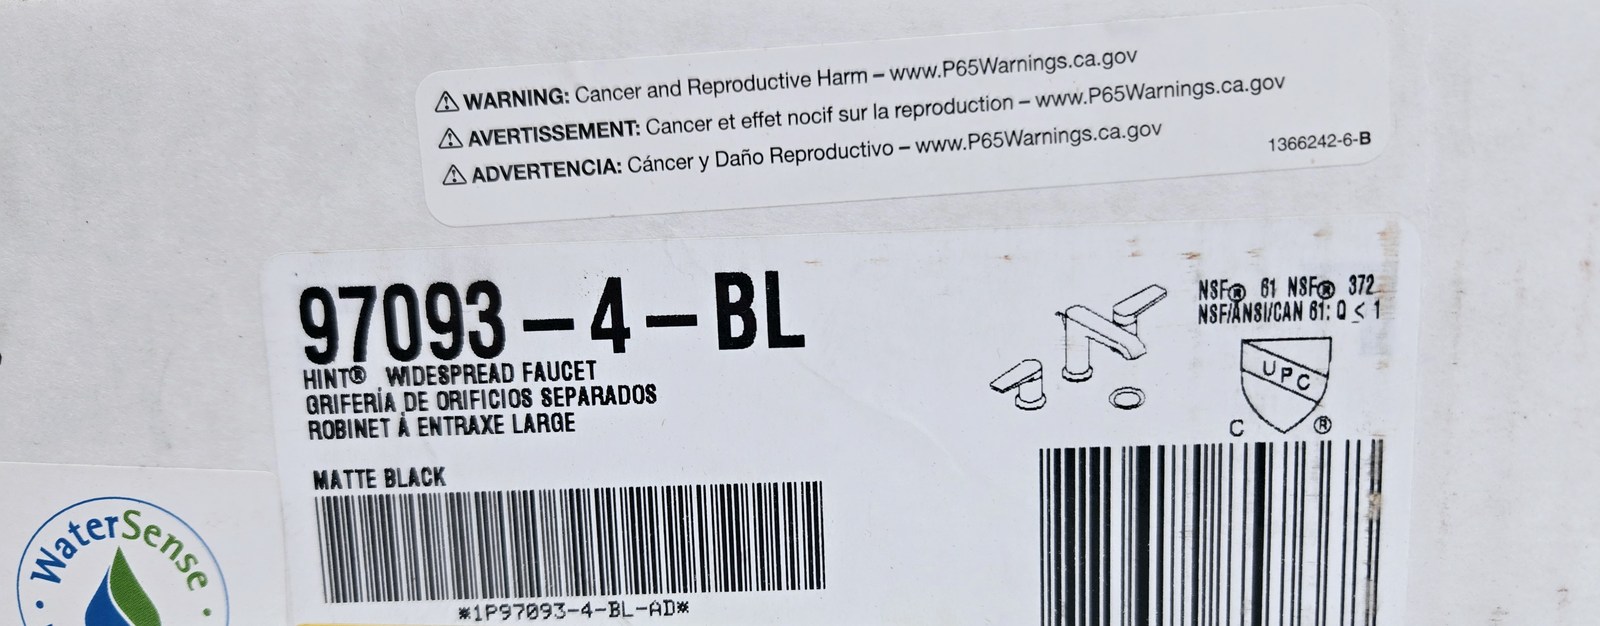 ⚠ WARNING: Cancer and Reproductive Harm – www.P65Warnings.ca.gov
⚠ AVERTISSEMENT: Cancer et effet nocif sur la reproduction – www.P65Warnings.ca.gov
⚠ ADVERTENCIA: Cáncer y Daño Reproductivo – www.P65Warnings.ca.gov
1366242-6-B
97093-4-BL
HINT® WIDESPREAD FAUCET
GRIFERÍA DE ORIFICIOS SEPARADOS
ROBINET À ENTRAXE LARGE
MATTE BLACK
*1P97093-4-BL-AD*
NSF® 61 NSF® 372
NSF/ANSI/CAN 61: Q ≤ 1
UPC
C ®
WaterSense